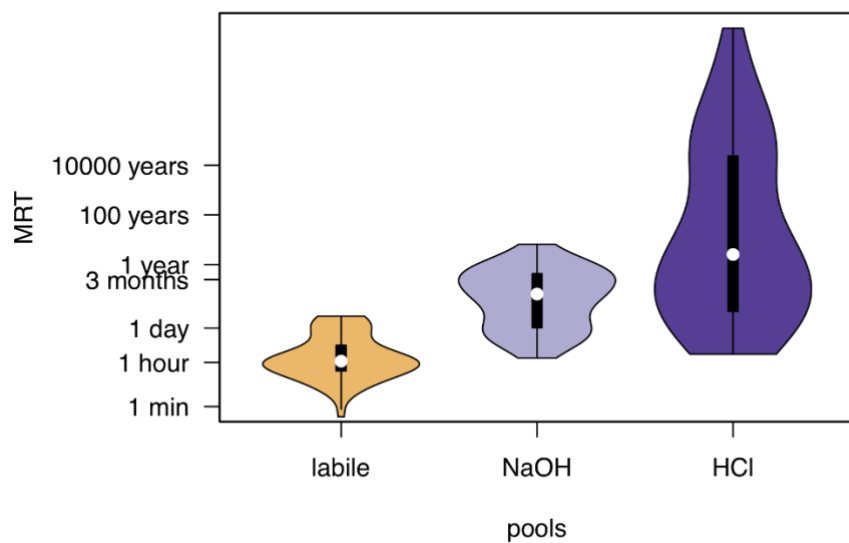 MRT
10000 years
100 years
1 year
3 months
1 day
1 hour
1 min
labile
NaOH
HCl
pools